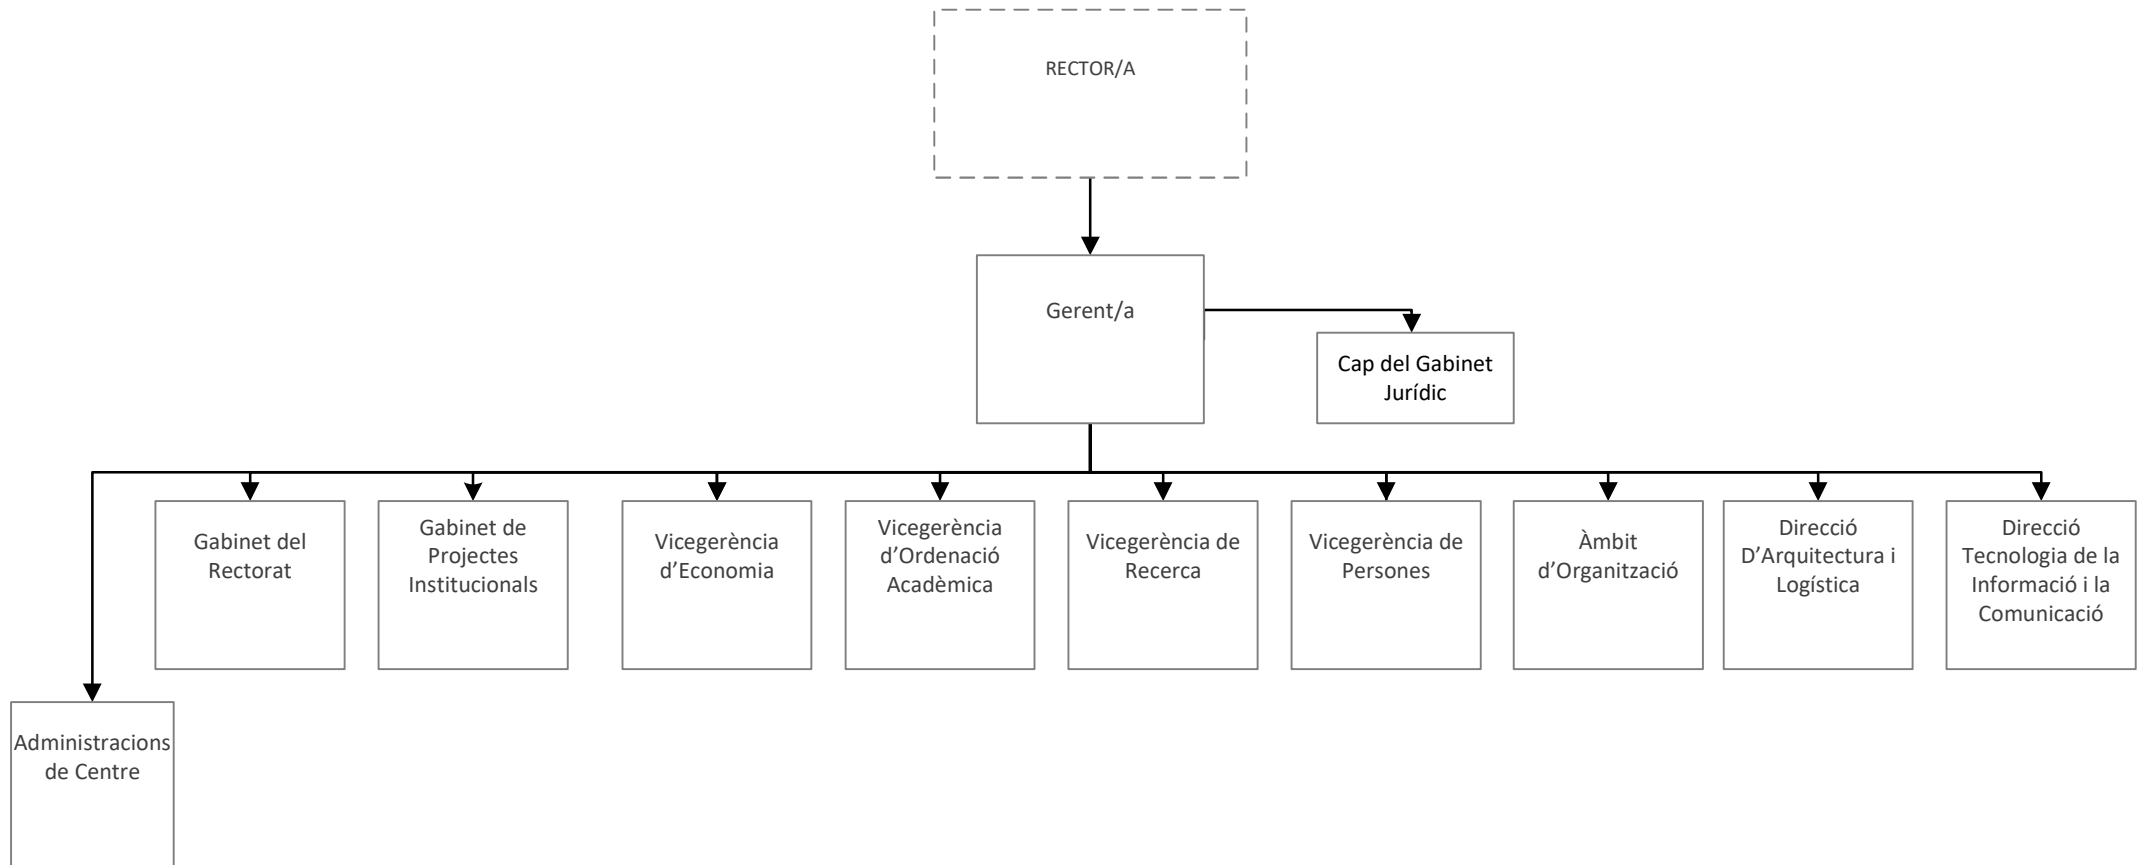 RECTOR/A
Gerent/a
Cap del Gabinet
Jurídic
Gabinet del
Rectorat
Gabinet de
Projectes
Institucionals
Vicegerència
d’Economia
Vicegerència
d’Ordenació
Acadèmica
Vicegerència de
Recerca
Vicegerència de
Persones
Àmbit
d’Organització
Direcció
D’Arquitectura i
Logística
Direcció
Tecnologia de la
Informació i la
Comunicació
Administracions
de Centre